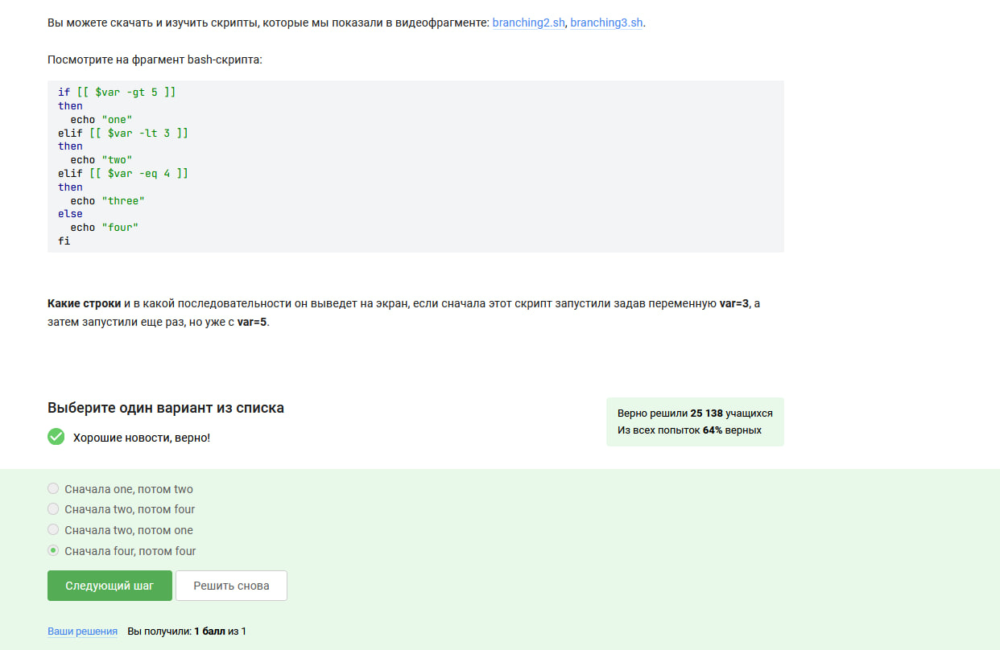 Вы можете скачать и изучить скрипты, которые мы показали в видеофрагменте: branching2.sh, branching3.sh.
Посмотрите на фрагмент bash-скрипта:
if [[ $var -gt 5 ]]
then
  echo "one"
elif [[ $var -lt 3 ]]
then
  echo "two"
elif [[ $var -eq 4 ]]
then
  echo "three"
else
  echo "four"
fi
Какие строки и в какой последовательности он выведет на экран, если сначала этот скрипт запустили задав переменную var=3, а
затем запустили еще раз, но уже с var=5.
Выберите один вариант из списка
Хорошие новости, верно!
Верно решили 25 138 учащихся
Из всех попыток 64% верных
Сначала one, потом two
Сначала two, потом four
Сначала two, потом one
Сначала four, потом four
Следующий шаг
Решить снова
Ваши решения Вы получили: 1 балл из 1